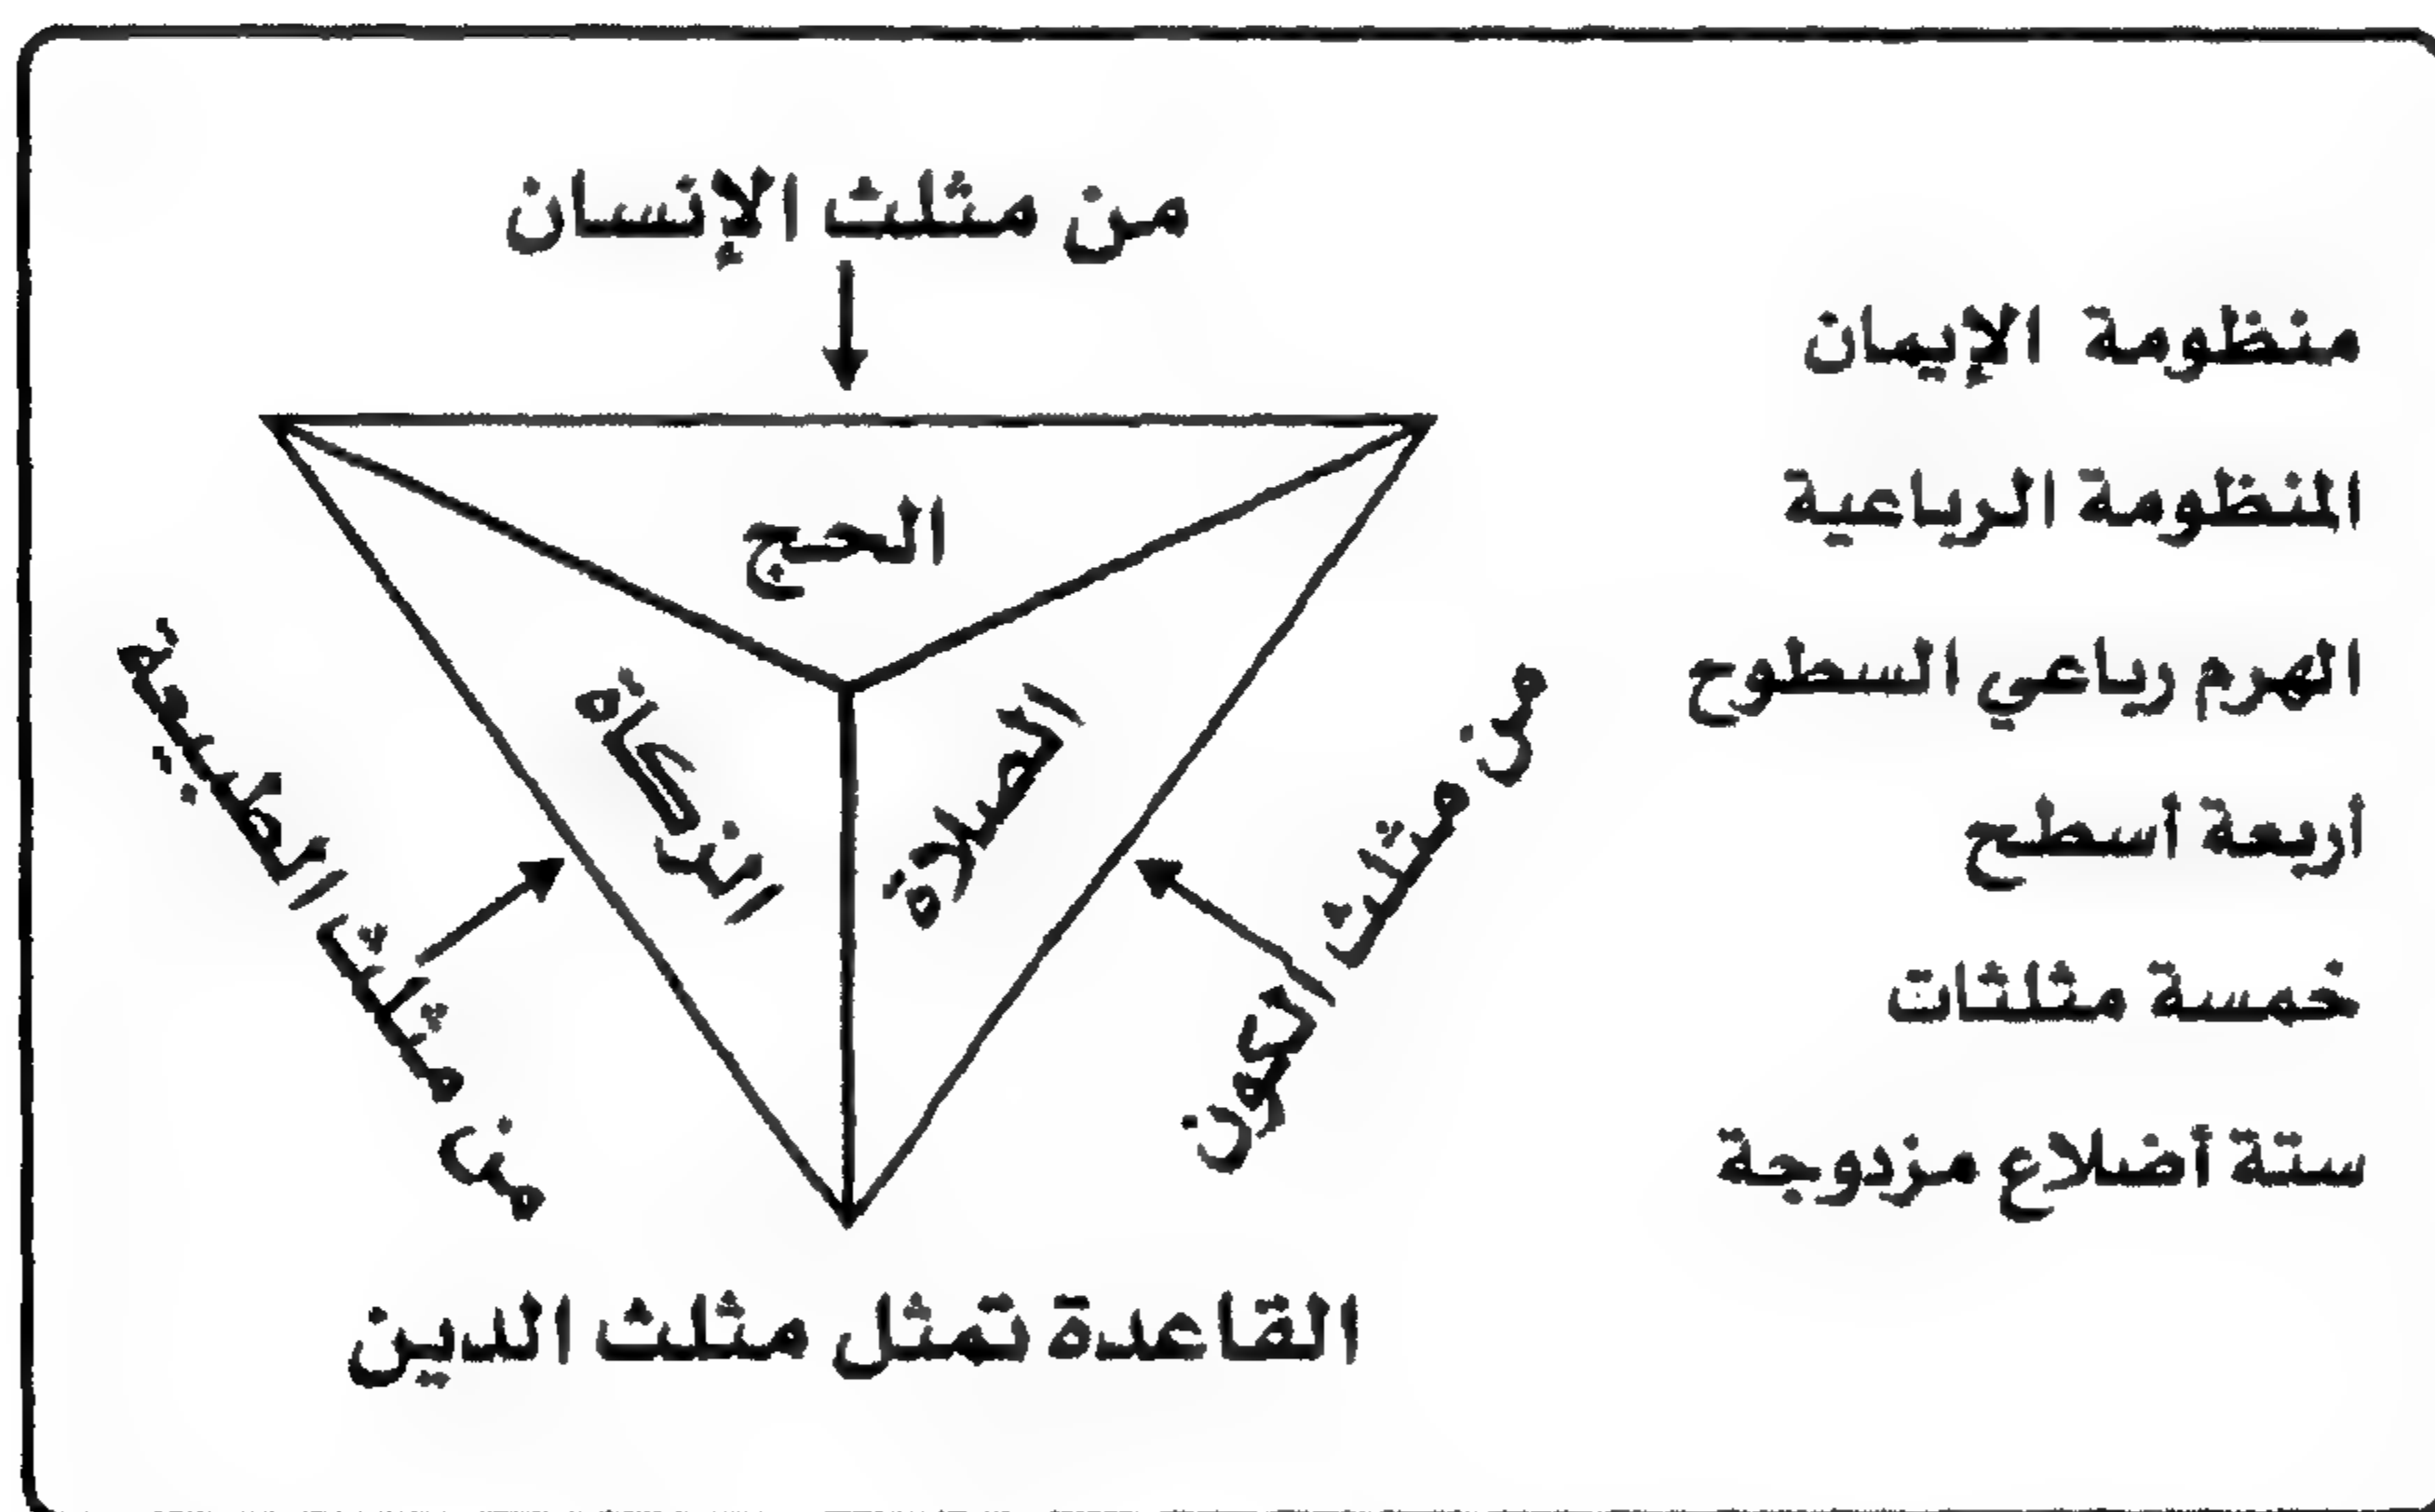 من مثلث الإنسان
منظومة الإيمان
المنظومة الرباعية
الهرم رباعي السطوح
أربعة أسطح
خمسة مثلثات
ستة أضلاع مزدوجة
الحج
الصلاة
الزكاة
من مثلث الكون
من مثلث الطبيعة
القاعدة تمثل مثلث الدين